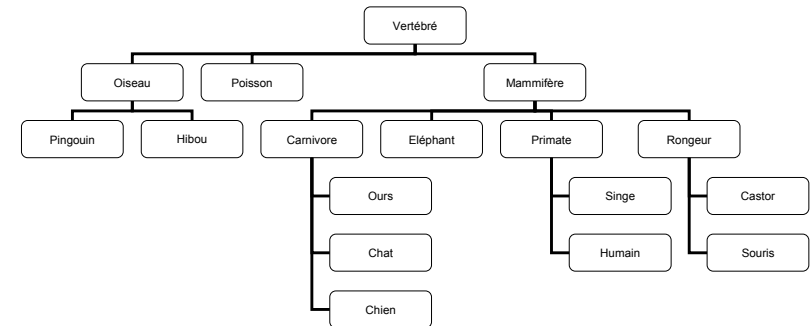 Vertébré
Oiseau
Poisson
Mammifère
Pingouin
Hibou
Carnivore
Eléphant
Primate
Rongeur
Ours
Singe
Castor
Chat
Humain
Souris
Chien